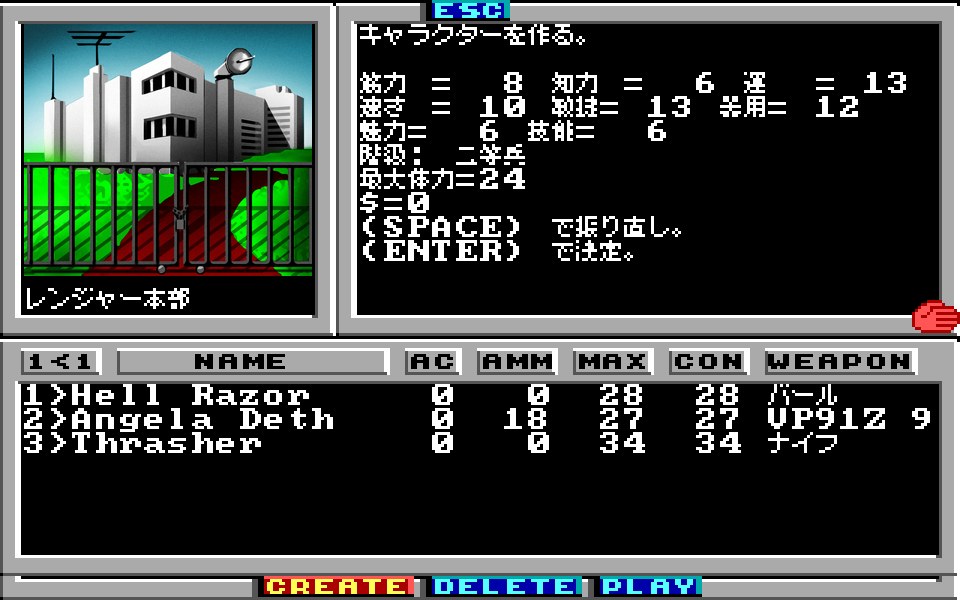 ESC
キャラクターを作る。
筋力 = 8 知力 = 6 運 = 13
速さ = 10 敏捷= 13 器用= 12
魅力= 6 技能= 6
階級: 二等兵
最大体力=24
$=0
(SPACE) で振り直し。
(ENTER) で決定。
レンジャー本部
1<1 NAME AC AMM MAX CON WEAPON
1>Hell Razor 0 0 28 28 バール
2>Angela Deth 0 18 27 27 VP91Z 9
3>Thrasher 0 0 34 34 ナイフ
CREATE DELETE PLAY